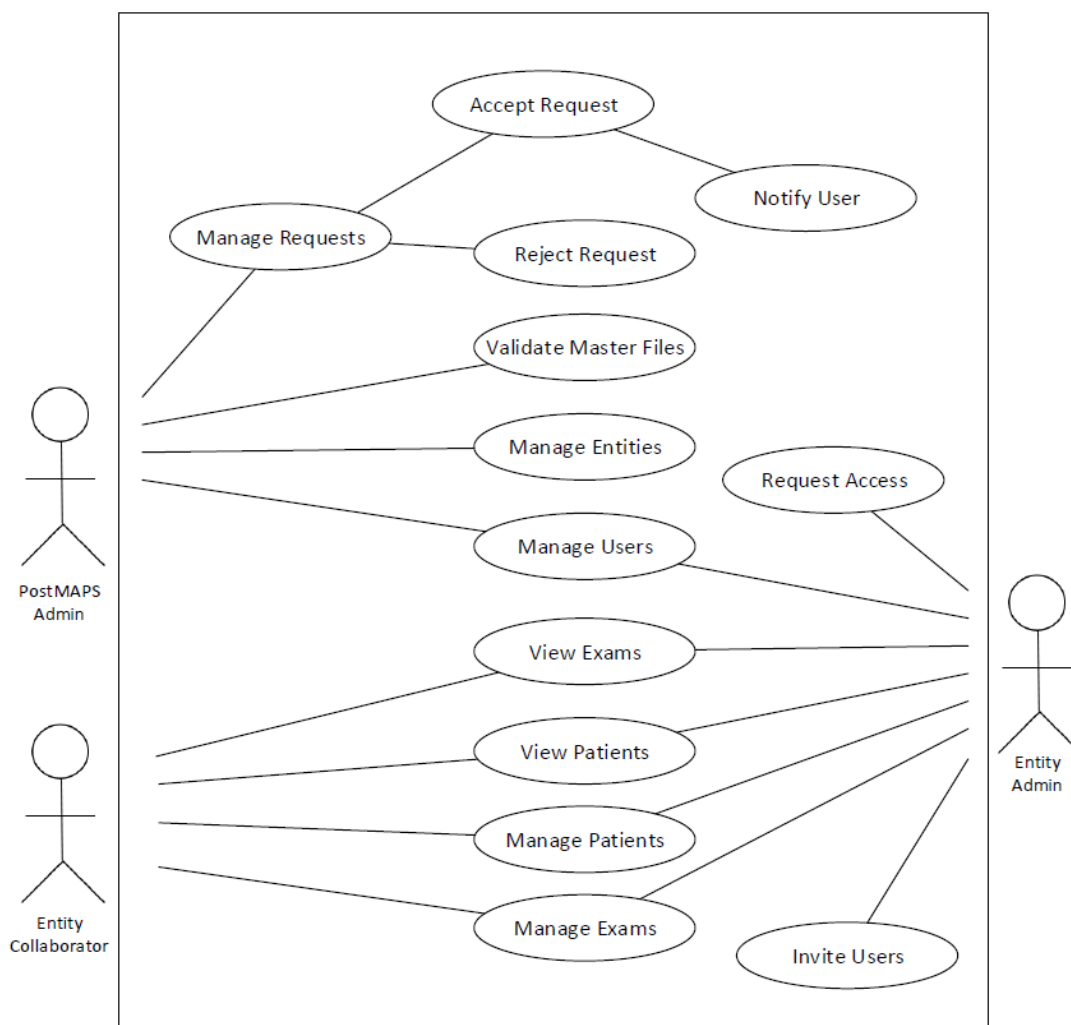 Accept Request
Notify User
Manage Requests
Reject Request
Validate Master Files
Manage Entities
Request Access
Manage Users
PostMAPS
Admin
View Exams
View Patients
Entity
Admin
Manage Patients
Manage Exams
Entity
Collaborator
Invite Users